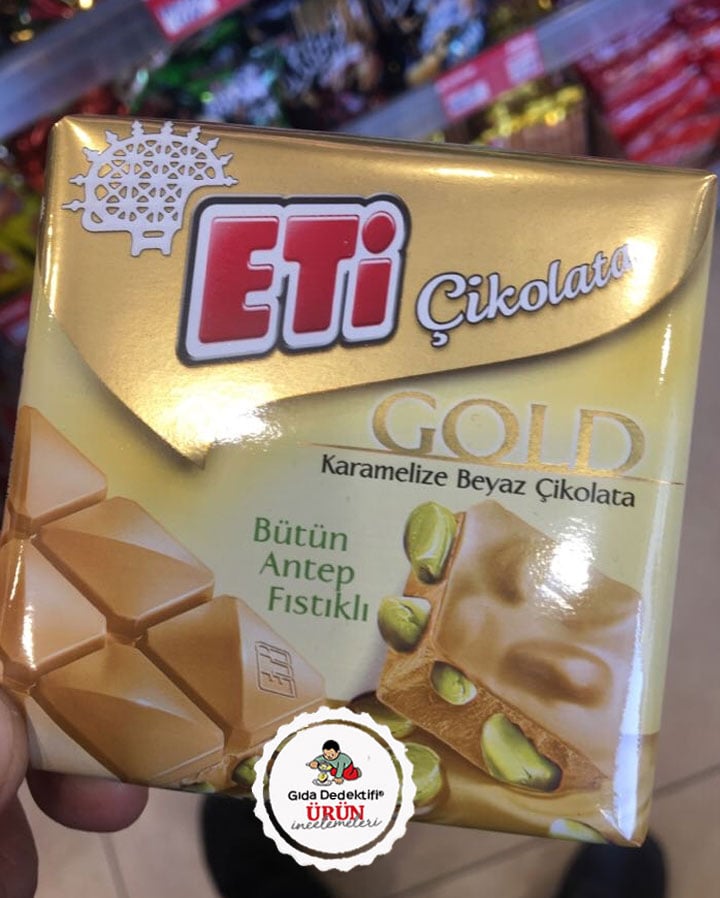 ETi
Çikolata
GOLD
Karamelize Beyaz Çikolata
Bütün
Antep
Fıstıklı
ETi
Gıda Dedektifi®
ÜRÜN
incelemeleri